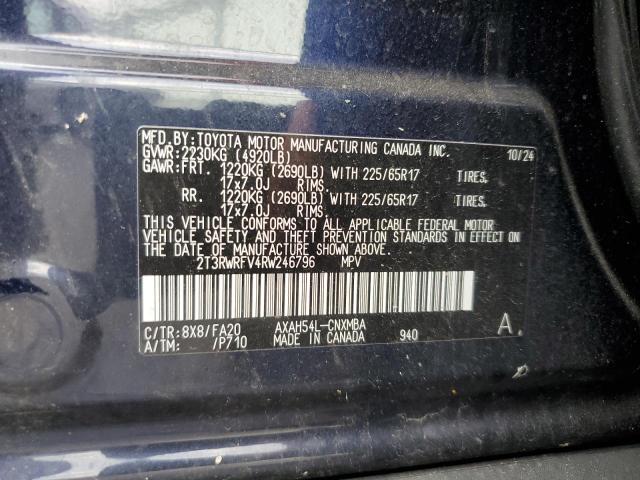 MFD.BY:TOYOTA MOTOR MANUFACTURING CANADA INC. 10/24
GVWR:2230KG (4920LB)
GAWR:FRT. 1220KG (2690LB) WITH 225/65R17 TIRES,
17x7.0J RIMS.
RR. 1220KG (2690LB) WITH 225/65R17 TIRES,
17x7.0J RIMS.
THIS VEHICLE CONFORMS TO ALL APPLICABLE FEDERAL MOTOR
VEHICLE SAFETY AND THEFT PREVENTION STANDARDS IN EFFECT ON
THE DATE OF MANUFACTURE SHOWN ABOVE.
2T3RWRFV4RW246796 MPV
C/TR:8X8/FA20 AXAH54L-CNXMBA A.
A/TM: /P710 MADE IN CANADA 940